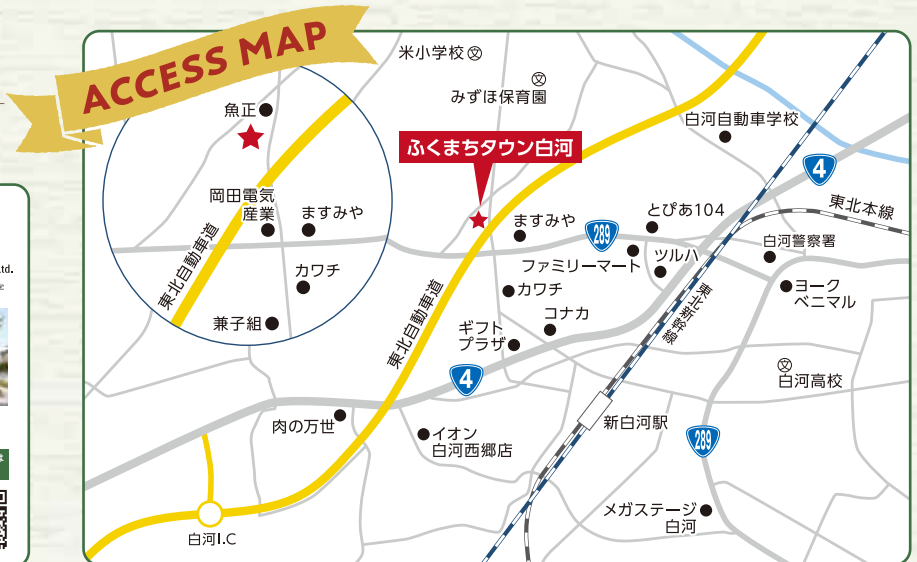 ACCESS MAP
米小学校
文
文
みずほ保育園
白河自動車学校
ふくまちタウン白河
魚正
岡田電気
産業
ますみや
カワチ
兼子組
東北自動車道
4
東北本線
とぴあ104
289
ますみや
ファミリーマート
ツルハ
白河警察署
ヨーク
ベニマル
カワチ
コナカ
ギフト
プラザ
東北自動車道
東北新幹線
4
文
白河高校
肉の万世
イオン
白河西郷店
新白河駅
289
メガステージ
白河
白河I.C
td.
は